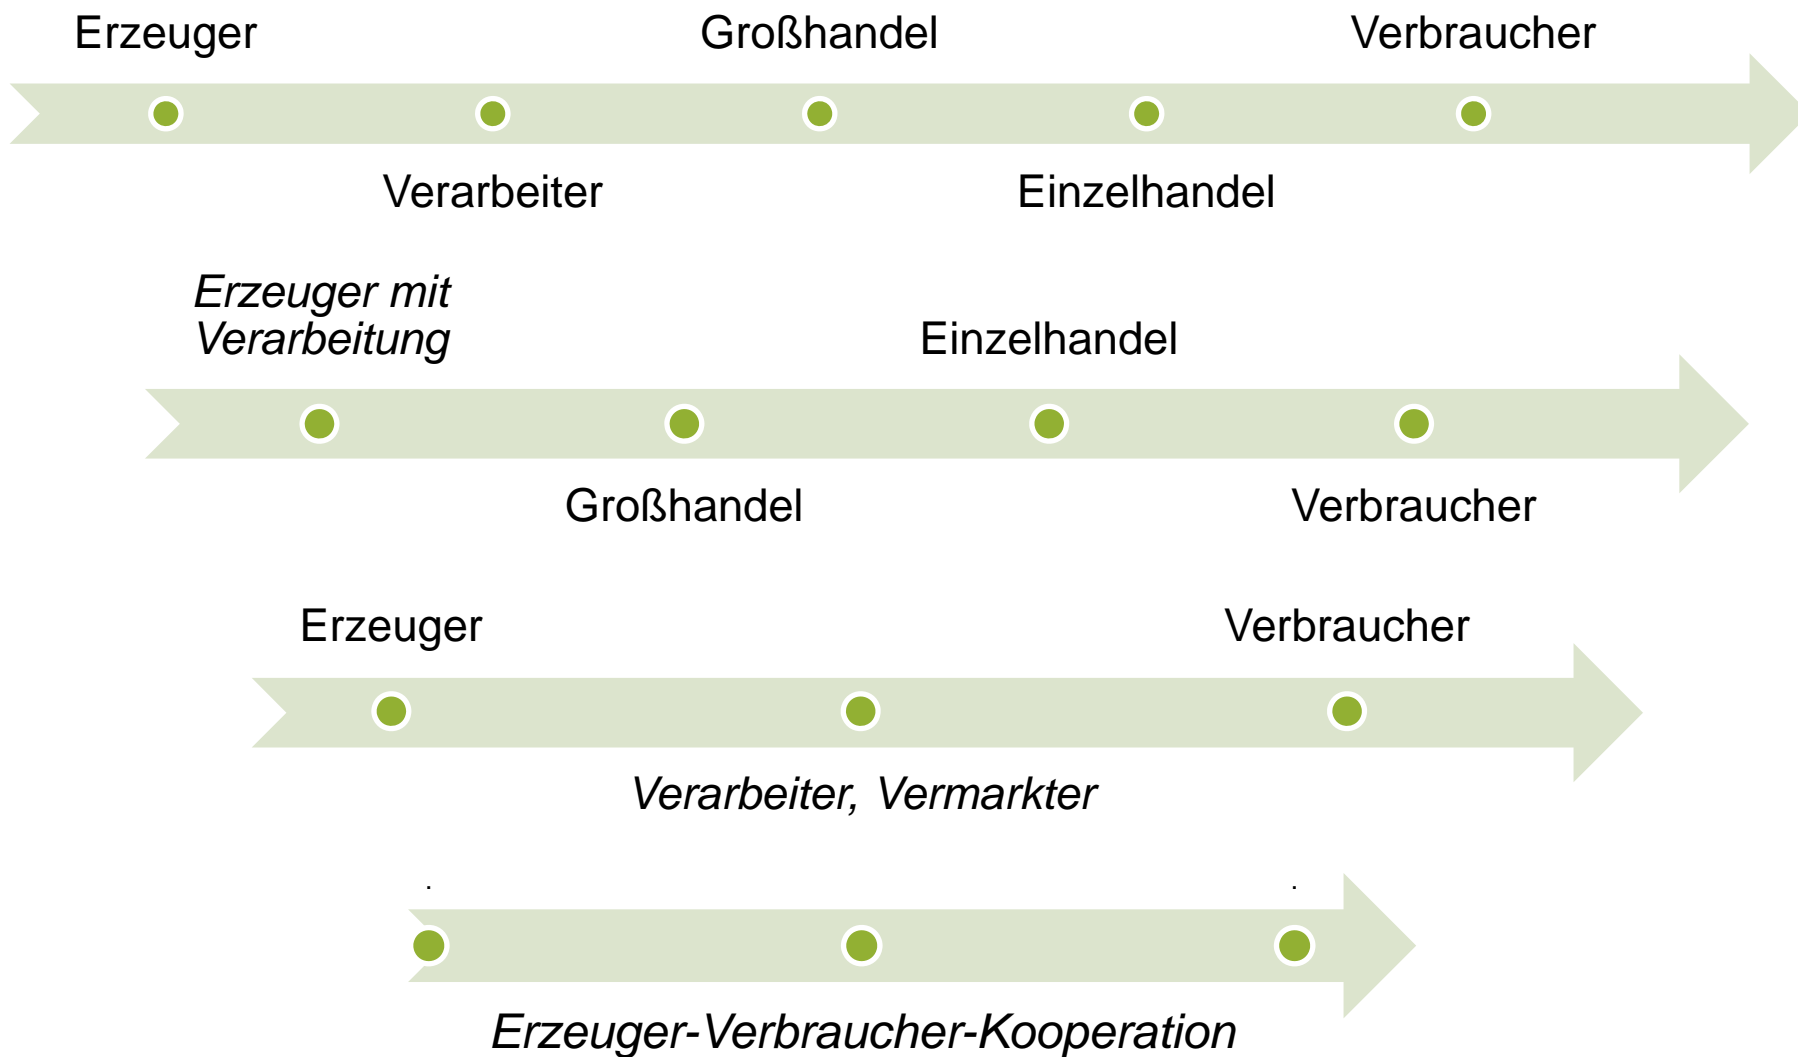 Erzeuger Großhandel Verbraucher
Verarbeiter Einzelhandel
Erzeuger mit
Verarbeitung Einzelhandel
Großhandel Verbraucher
Erzeuger Verbraucher
Verarbeiter, Vermarkter
. .
Erzeuger-Verbraucher-Kooperation